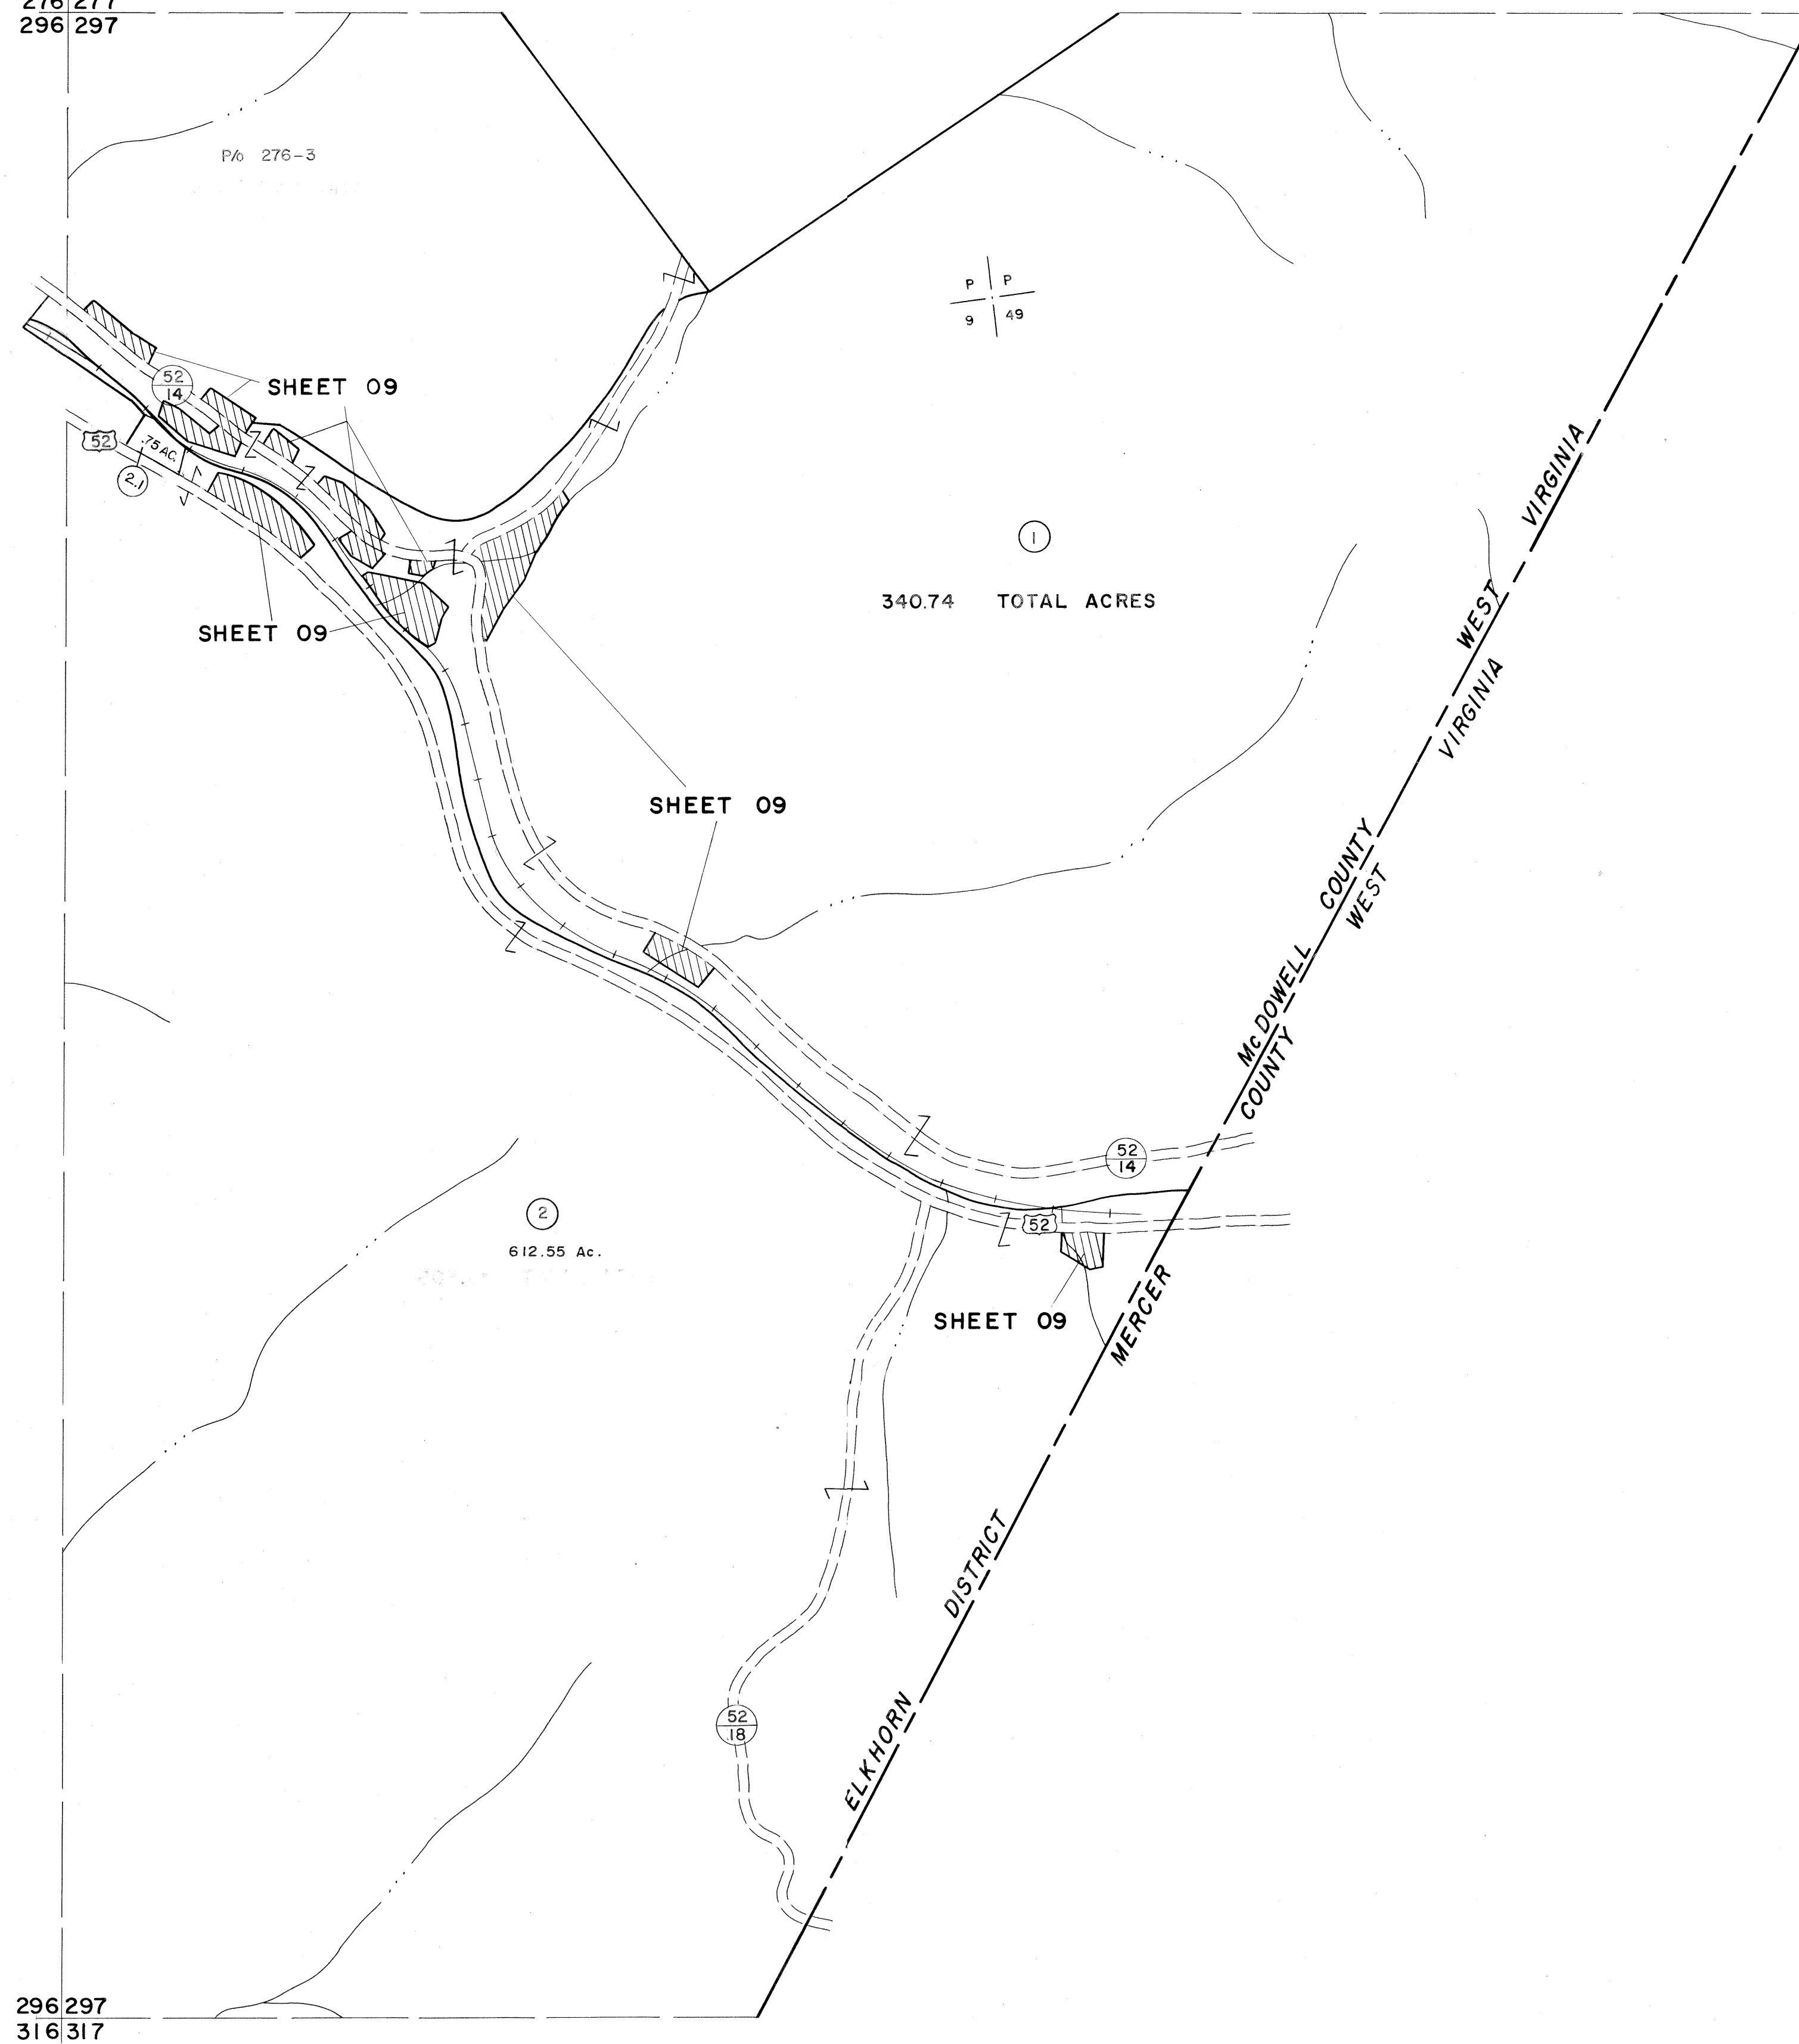 276 277
296 297
P/o 276-3
P P
9 49
SHEET 09
52
14
52
.75 AC.
2.1
1
340.74 TOTAL ACRES
SHEET 09
SHEET 09
McDOWELL COUNTY WEST VIRGINIA
MERCER COUNTY WEST VIRGINIA
52
14
2
612.55 Ac.
52
SHEET 09
ELKHORN DISTRICT
52
18
296 297
316 317